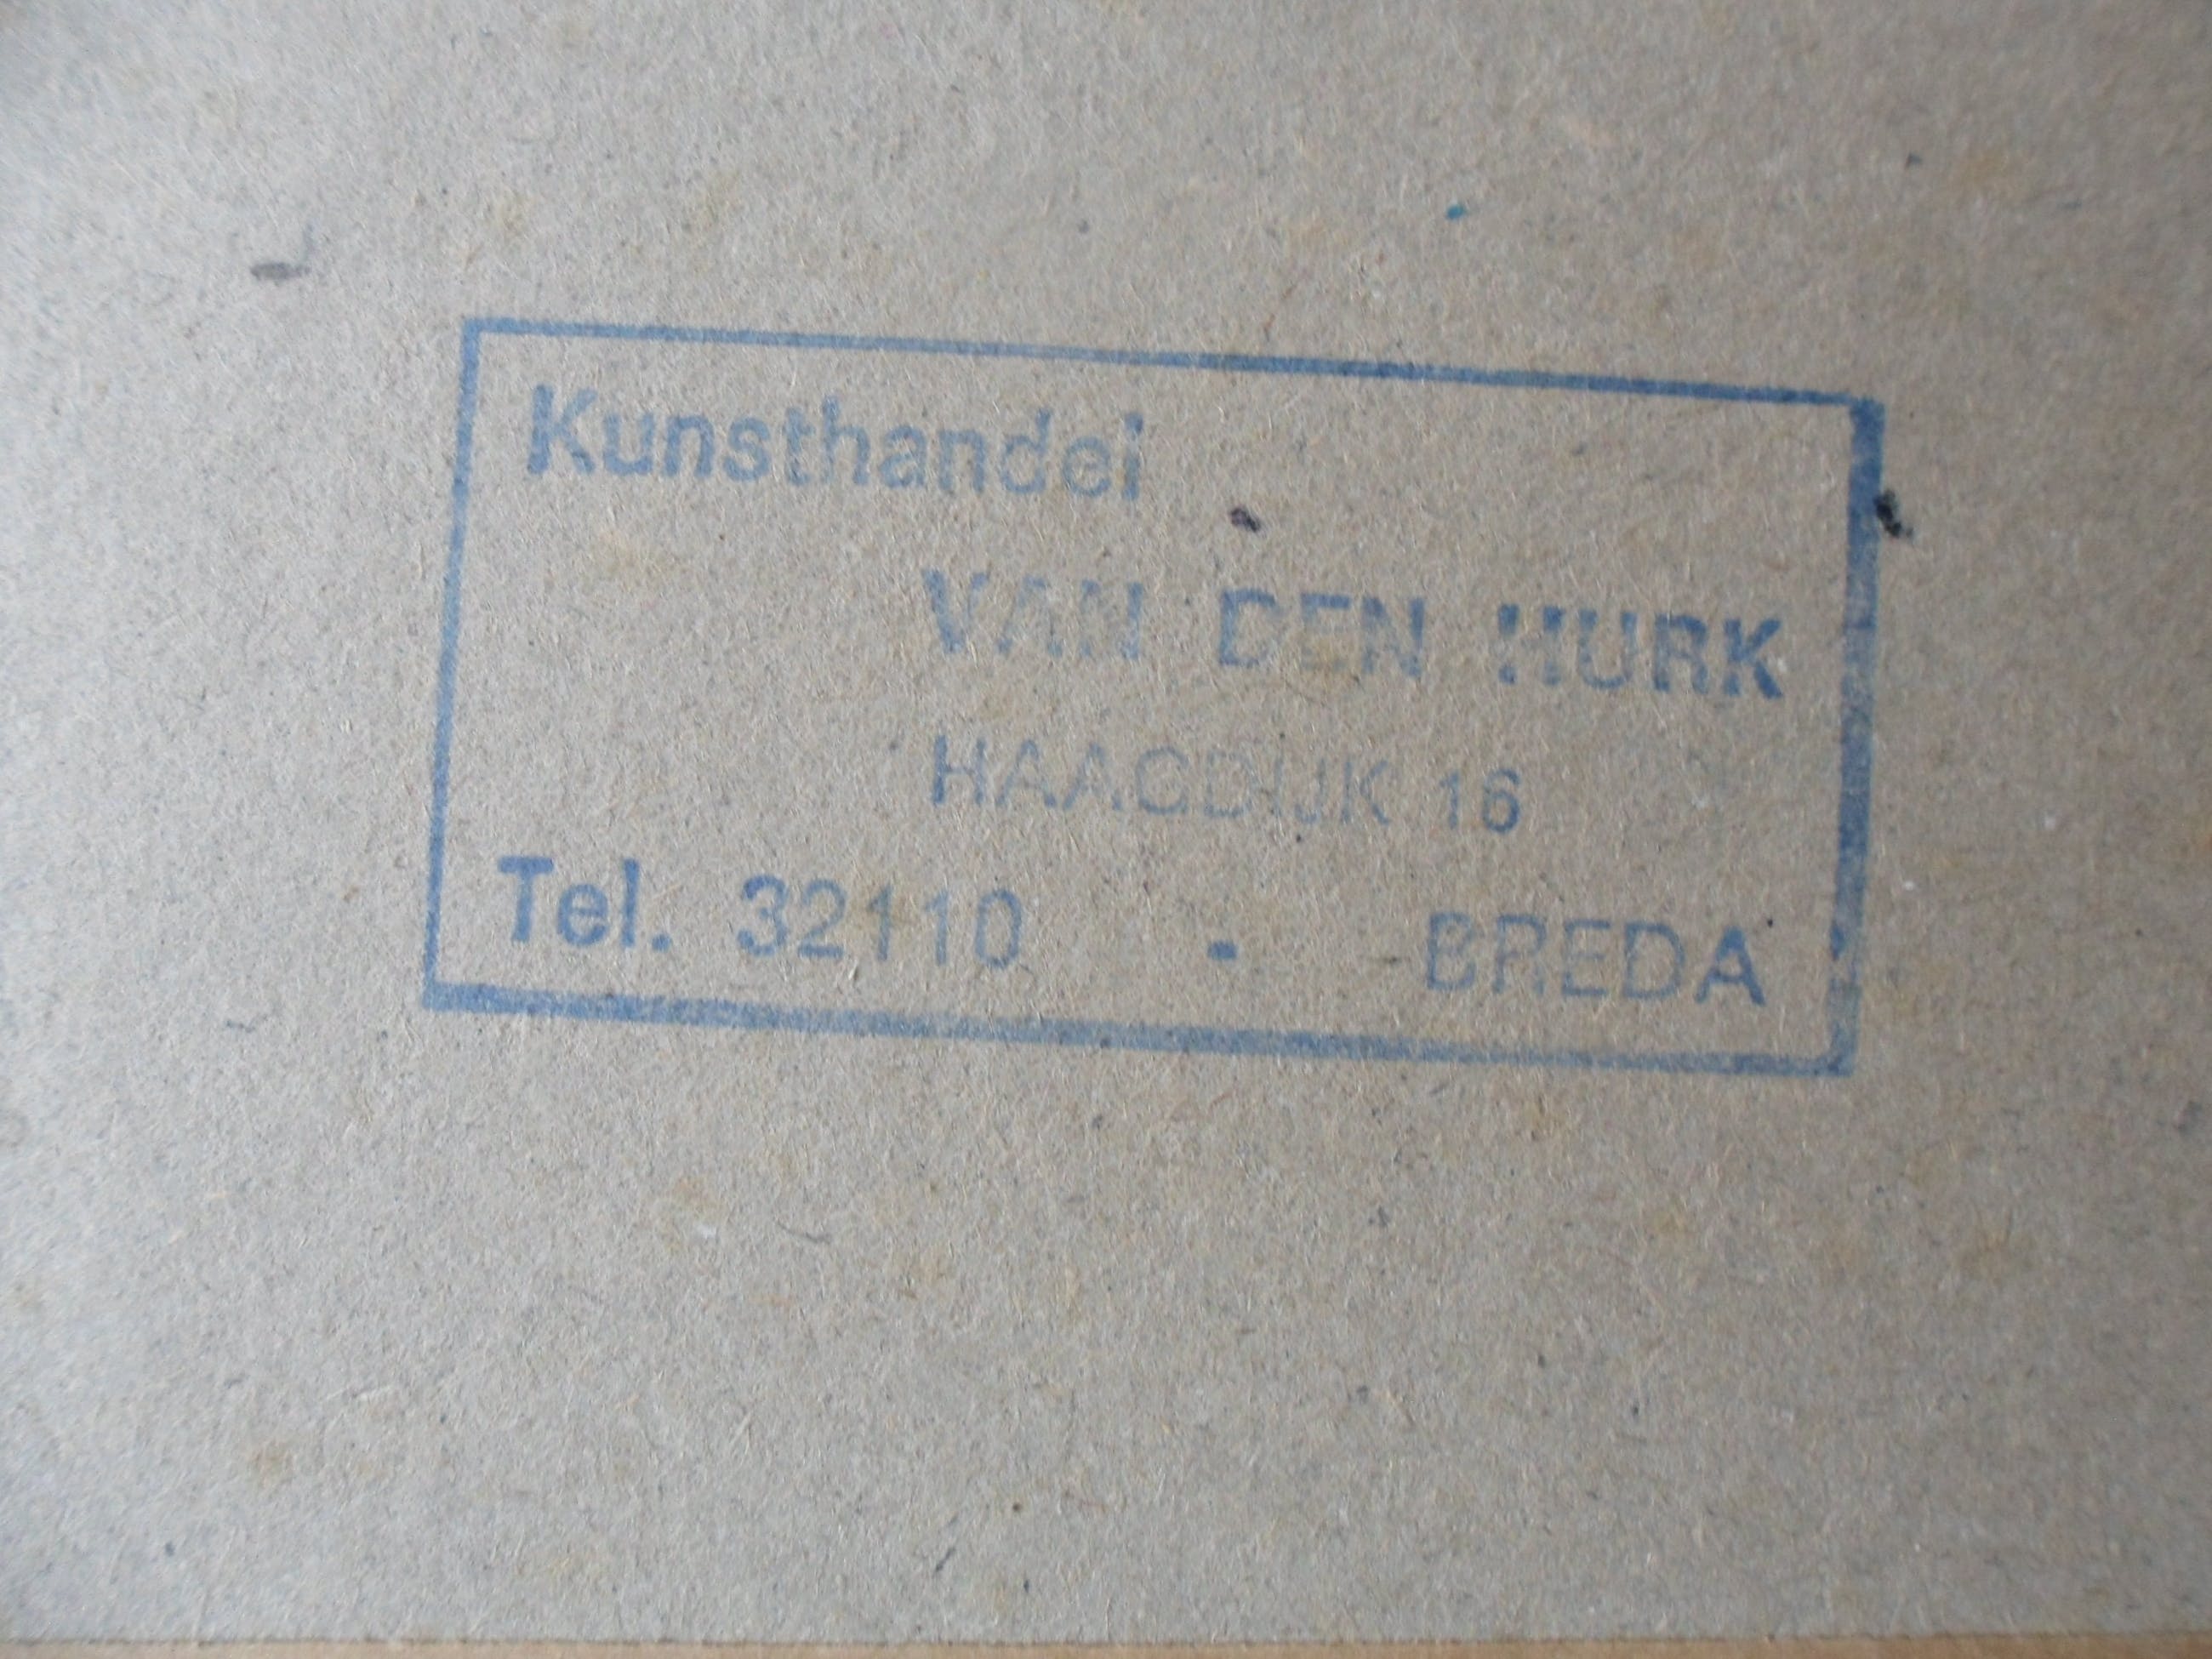 Kunsthandel
VAN DEN HURK
HAAGDIJK 16
Tel. 32110 - BREDA